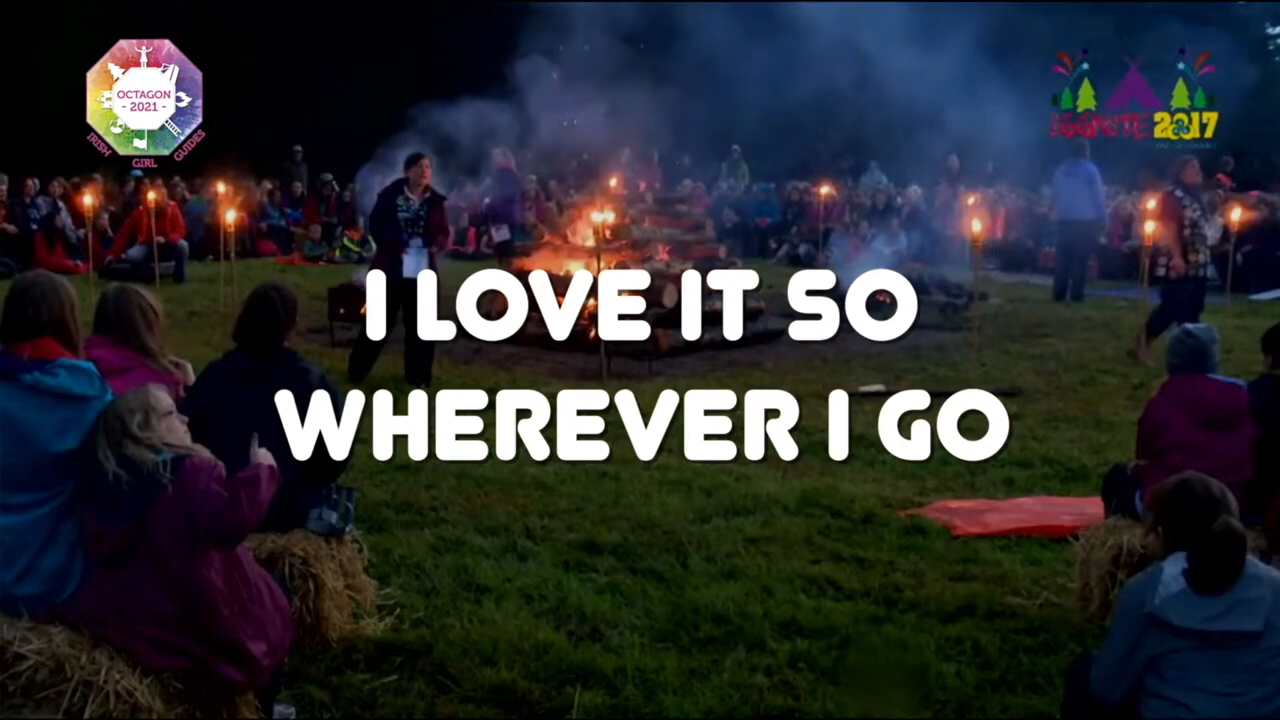 OCTAGON
- 2021 -
IRISH GIRL GUIDES
2017
I LOVE IT SO
WHEREVER I GO